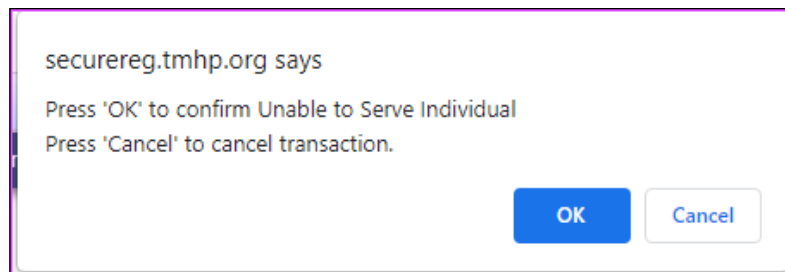 securereg.tmhp.org says
Press 'OK' to confirm Unable to Serve Individual
Press 'Cancel' to cancel transaction.
OK
Cancel